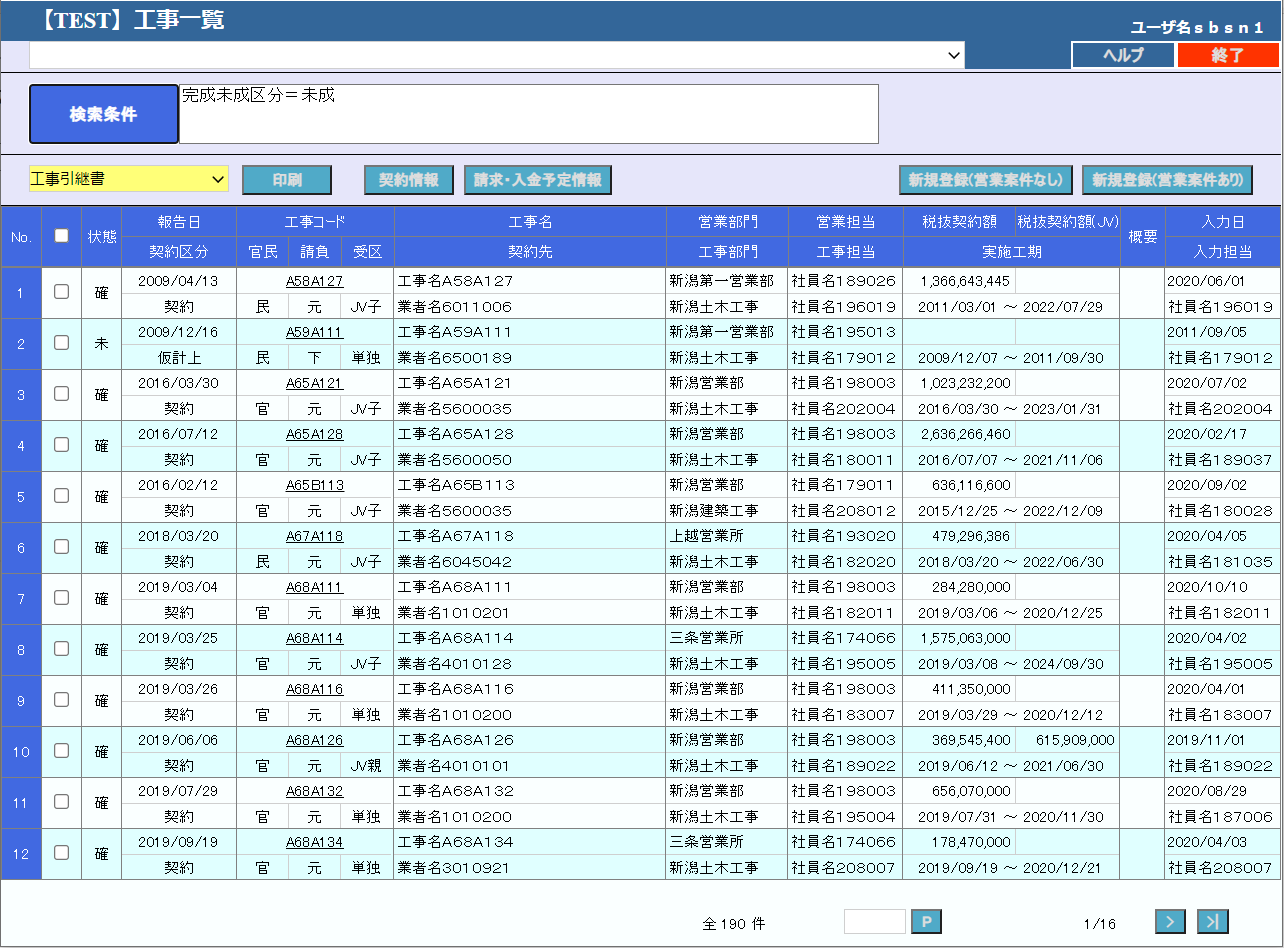 【TEST】工事一覧
ユーザ名ｓｂｓｎ１
ヘルプ 終了
検索条件 完成未成区分＝未成
工事引継書 印刷 契約情報 請求・入金予定情報 新規登録(営業案件なし) 新規登録(営業案件あり)
No. 状態 報告日 工事コード 工事名 営業部門 営業担当 税抜契約額 税抜契約額(JV) 概要 入力日
契約区分 官民 請負 受区 契約先 工事部門 工事担当 実施工期 入力担当
1 確 2009/04/13 A58A127 工事名A58A127 新潟第一営業部 社員名189026 1,366,643,445 2020/06/01
契約 民 元 JV子 業者名6011006 新潟土木工事 社員名196019 2011/03/01 ～ 2022/07/29 社員名196019
2 未 2009/12/16 A59A111 工事名A59A111 新潟第一営業部 社員名195013 2011/09/05
仮計上 民 下 単独 業者名6500189 新潟土木工事 社員名179012 2009/12/07 ～ 2011/09/30 社員名179012
3 確 2016/03/30 A65A121 工事名A65A121 新潟営業部 社員名198003 1,023,232,200 2020/07/02
契約 官 元 JV子 業者名5600035 新潟土木工事 社員名202004 2016/03/30 ～ 2023/01/31 社員名202004
4 確 2016/07/12 A65A128 工事名A65A128 新潟営業部 社員名198003 2,636,266,460 2020/02/17
契約 官 元 JV子 業者名5600050 新潟土木工事 社員名180011 2016/07/07 ～ 2021/11/06 社員名189037
5 確 2016/02/12 A65B113 工事名A65B113 新潟営業部 社員名179011 636,116,600 2020/09/02
契約 官 元 JV子 業者名5600035 新潟建築工事 社員名208012 2015/12/25 ～ 2022/12/09 社員名180028
6 確 2018/03/20 A67A118 工事名A67A118 上越営業所 社員名193020 479,296,386 2020/04/05
契約 民 元 JV子 業者名6045042 新潟土木工事 社員名182020 2018/03/20 ～ 2022/06/30 社員名181035
7 確 2019/03/04 A68A111 工事名A68A111 新潟営業部 社員名198003 284,280,000 2020/10/10
契約 官 元 単独 業者名1010201 新潟土木工事 社員名182011 2019/03/06 ～ 2020/12/25 社員名182011
8 確 2019/03/25 A68A114 工事名A68A114 三条営業所 社員名174066 1,575,063,000 2020/04/02
契約 官 元 JV子 業者名4010128 新潟土木工事 社員名195005 2019/03/08 ～ 2024/09/30 社員名195005
9 確 2019/03/26 A68A116 工事名A68A116 新潟営業部 社員名198003 411,350,000 2020/04/01
契約 官 元 単独 業者名1010200 新潟土木工事 社員名183007 2019/03/29 ～ 2020/12/12 社員名183007
10 確 2019/06/06 A68A126 工事名A68A126 新潟営業部 社員名198003 369,545,400 615,909,000 2019/11/01
契約 官 元 JV親 業者名4010101 新潟土木工事 社員名189022 2019/06/12 ～ 2021/06/30 社員名189022
11 確 2019/07/29 A68A132 工事名A68A132 新潟営業部 社員名198003 656,070,000 2020/08/29
契約 官 元 単独 業者名1010200 新潟土木工事 社員名195004 2019/07/31 ～ 2020/11/30 社員名187006
12 確 2019/09/19 A68A134 工事名A68A134 三条営業所 社員名174066 178,470,000 2020/04/03
契約 官 元 単独 業者名3010921 新潟土木工事 社員名208007 2019/09/19 ～ 2020/12/21 社員名208007
全 190 件 P 1/16 > >|